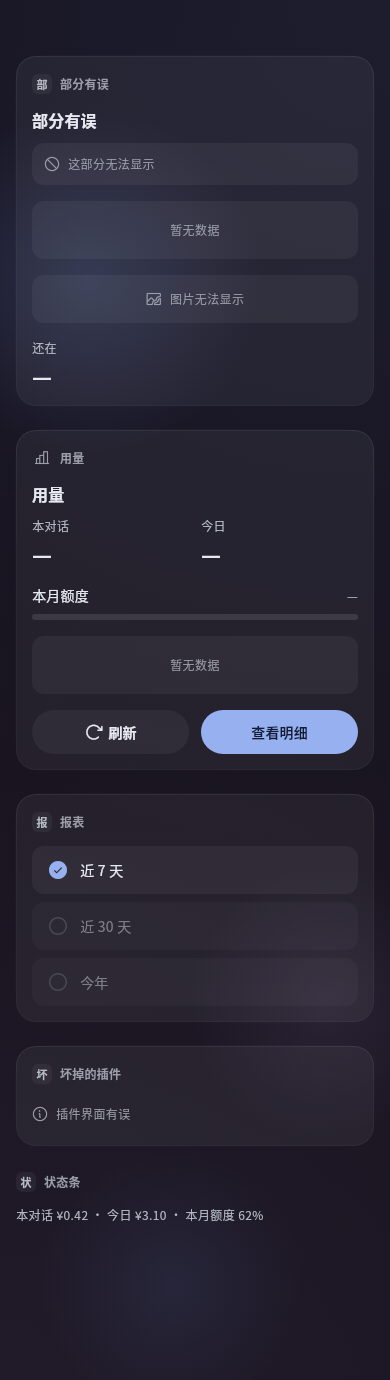 部 部分有误
部分有误
这部分无法显示
暂无数据
图片无法显示
还在
—
用量
用量
本对话 今日
— —
本月额度 —
暂无数据
刷新 查看明细
报 报表
近 7 天
近 30 天
今年
坏 坏掉的插件
插件界面有误
状 状态条
本对话 ¥0.42 · 今日 ¥3.10 · 本月额度 62%